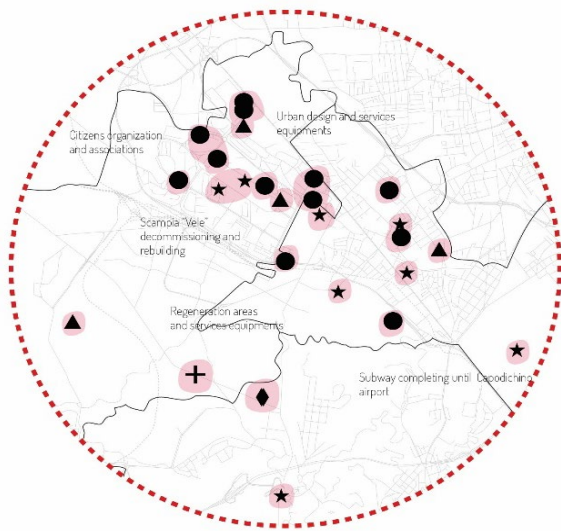 Urban design and services
equipments
Citizens organization
and associations
Scampia "Vele"
decommissioning and
rebuilding
Regeneration areas
and services equipments
Subway completing until Capodichino
airport